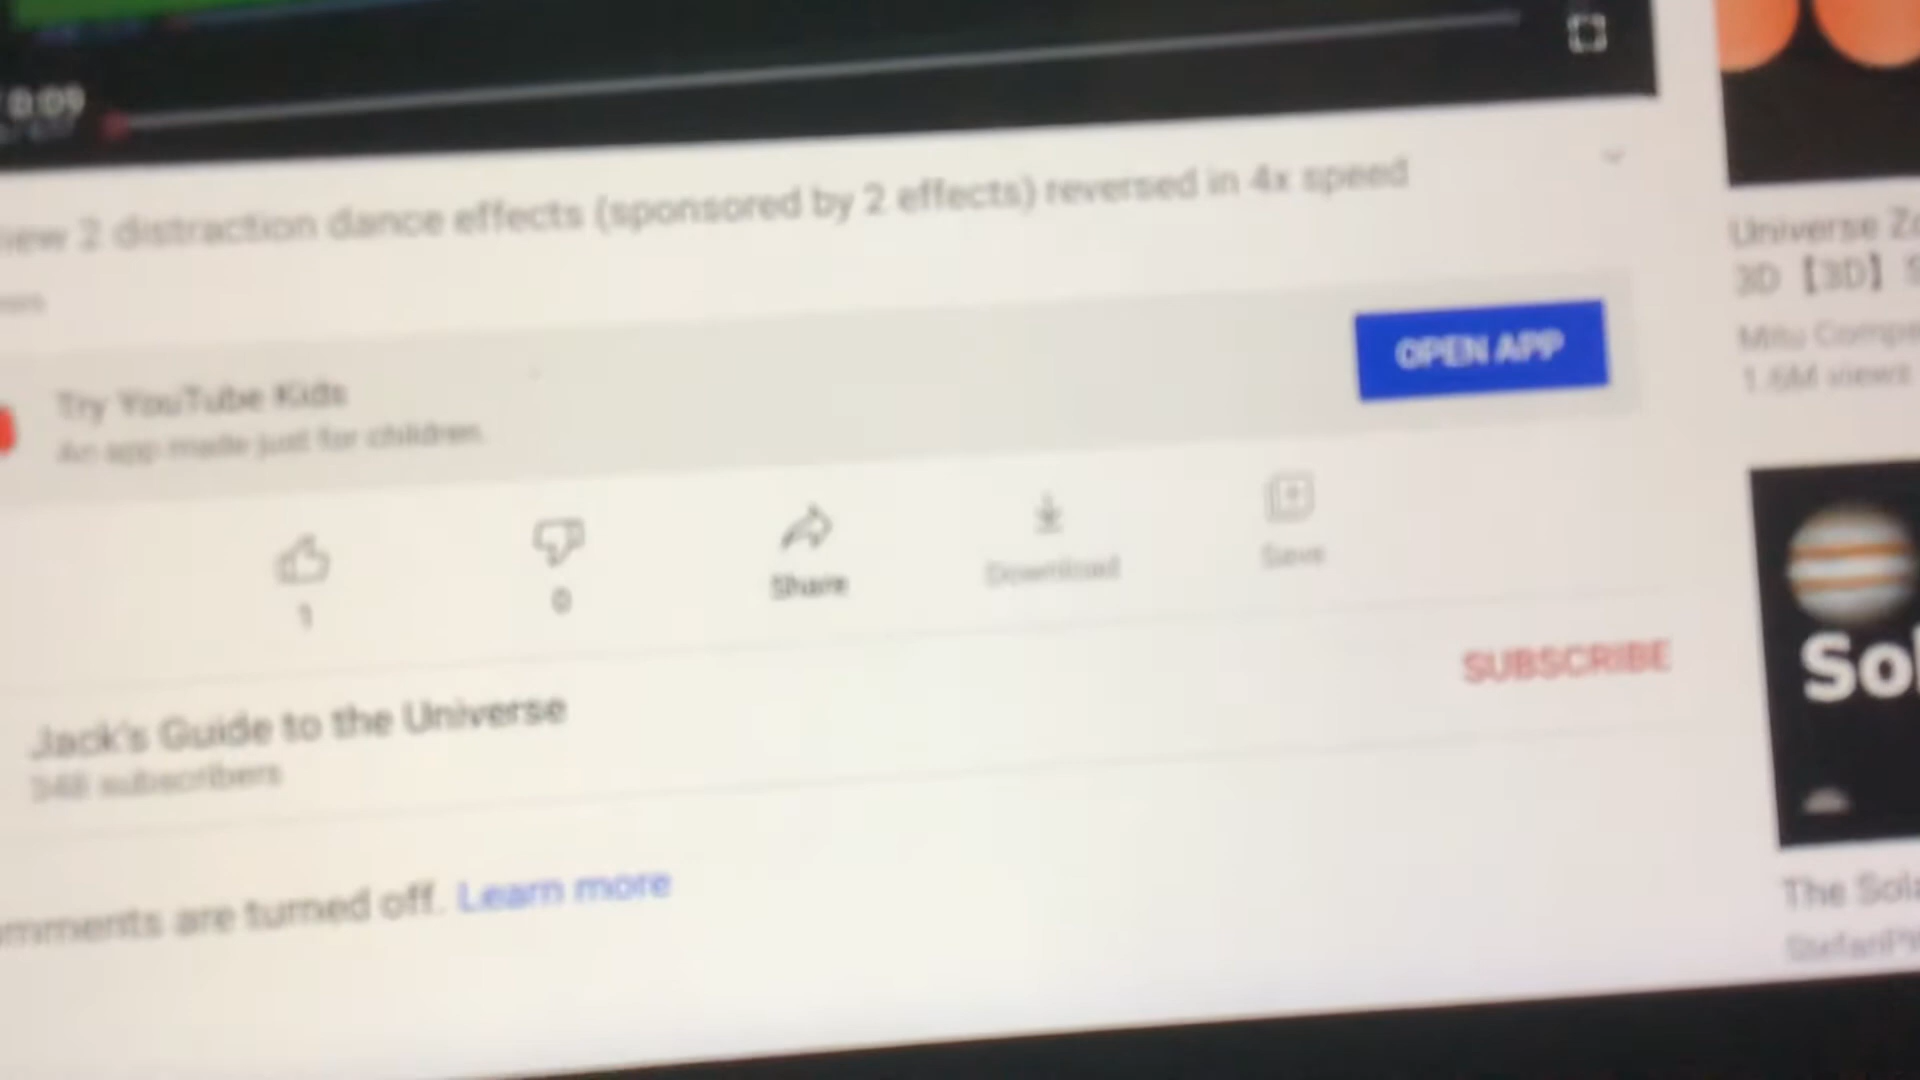 0:09
2 distraction dance effects (sponsored by 2 effects) reversed in 4x speed
Try YouTube Kids
An app made just for children.
OPEN APP
1
0
Share
Download
Save
Jack's Guide to the Universe
348 subscribers
SUBSCRIBE
are turned off. Learn more
Universe
3D【3D】
Mitu
1.6M views
Sol
The